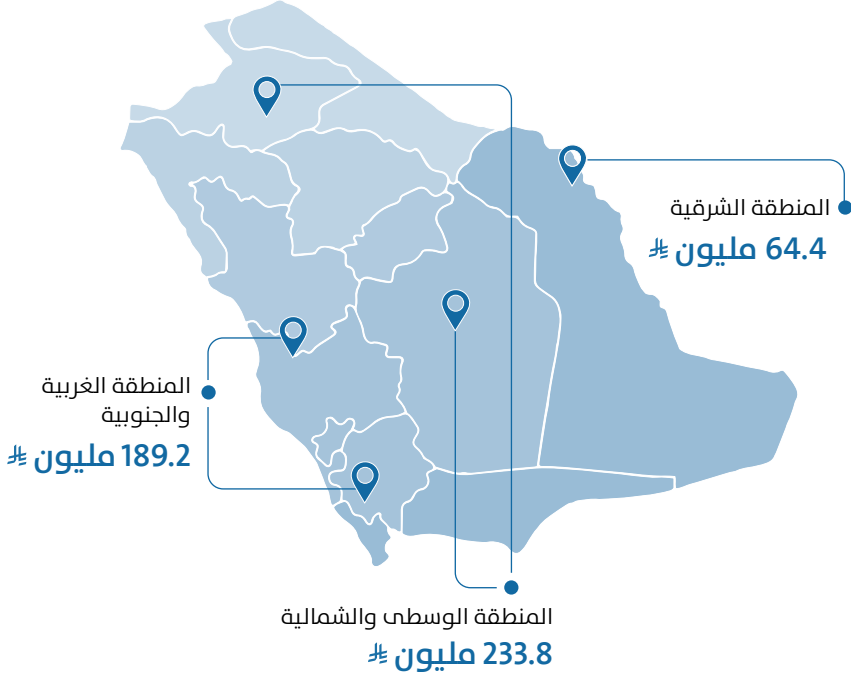 المنطقة الشرقية
64.4 مليون ⃁
المنطقة الغربية
والجنوبية
189.2 مليون ⃁
المنطقة الوسطى والشمالية
233.8 مليون ⃁